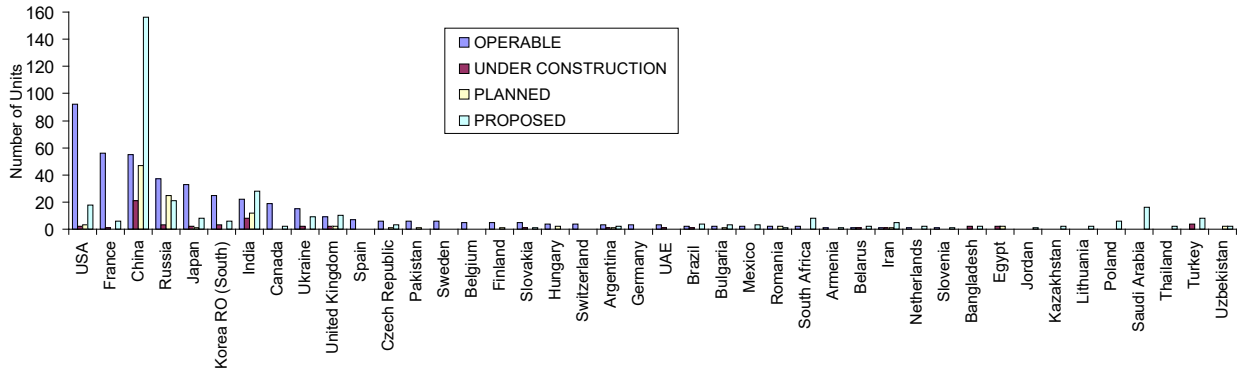 160
140
120
100
80
60
40
20
0
Number of Units
OPERABLE
UNDER CONSTRUCTION
PLANNED
PROPOSED
USA
France
China
Russia
Japan
Korea RO (South)
India
Canada
Ukraine
United Kingdom
Spain
Czech Republic
Pakistan
Sweden
Belgium
Finland
Slovakia
Hungary
Switzerland
Argentina
Germany
UAE
Brazil
Bulgaria
Mexico
Romania
South Africa
Armenia
Belarus
Iran
Netherlands
Slovenia
Bangladesh
Egypt
Jordan
Kazakhstan
Lithuania
Poland
Saudi Arabia
Thailand
Turkey
Uzbekistan